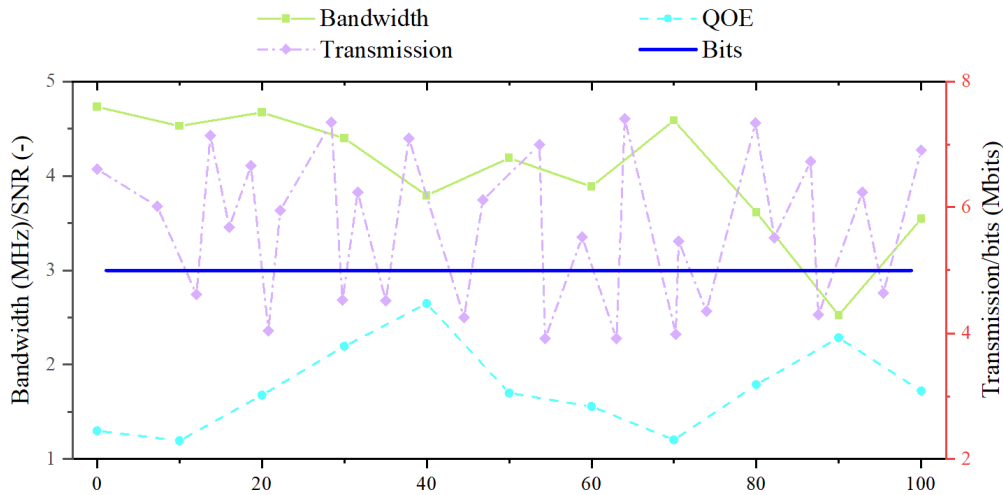 Bandwidth QOE
Transmission Bits
Bandwidth (MHz)/SNR (-)
5
4
3
2
1
8
6
4
2
Transmission/bits (Mbits)
0 20 40 60 80 100